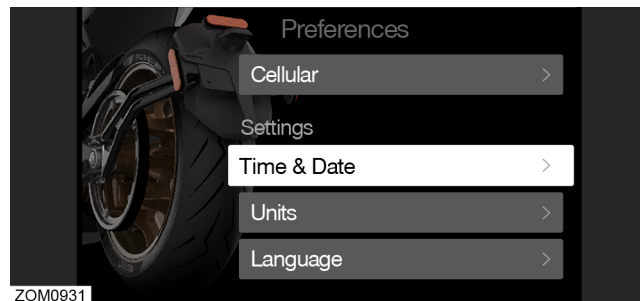 Preferences
Cellular
Settings
Time & Date
Units
Language
ZOM0931